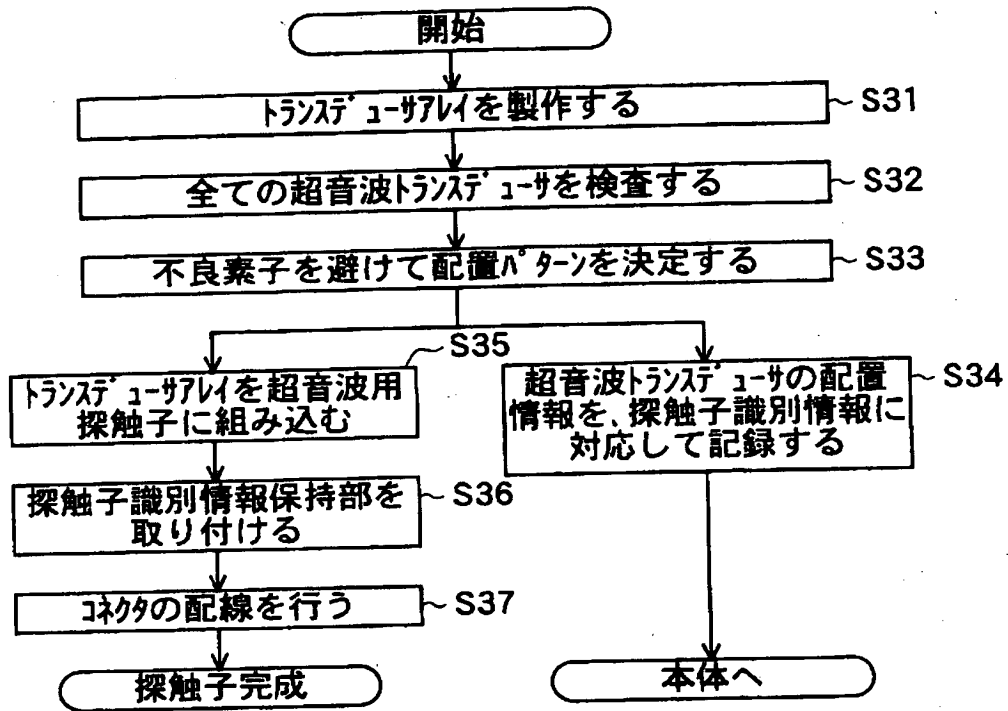 開始
ﾄﾗﾝｽﾃﾞｭｰｻｱﾚｲを製作する
S31
全ての超音波ﾄﾗﾝｽﾃﾞｭｰｻを検査する
S32
不良素子を避けて配置ﾊﾟﾀｰﾝを決定する
S33
S35
ﾄﾗﾝｽﾃﾞｭｰｻｱﾚｲを超音波用
探触子に組み込む
超音波ﾄﾗﾝｽﾃﾞｭｰｻの配置
情報を、探触子識別情報に
対応して記録する
S34
探触子識別情報保持部を
取り付ける
S36
ｺﾈｸﾀの配線を行う
S37
探触子完成
本体へ